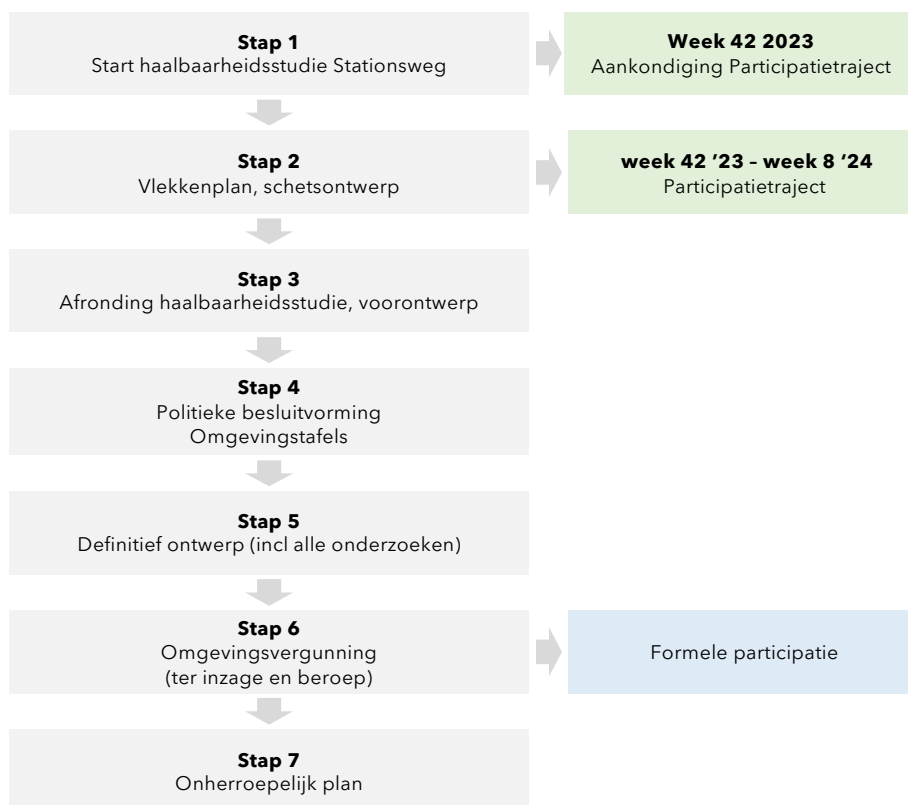 Stap 1
Start haalbaarheidsstudie Stationsweg
Week 42 2023
Aankondiging Participatietraject
Stap 2
Vlekkenplan, schetsontwerp
week 42 ‘23 – week 8 ‘24
Participatietraject
Stap 3
Afronding haalbaarheidsstudie, voorontwerp
Stap 4
Politieke besluitvorming
Omgevingstafels
Stap 5
Definitief ontwerp (incl alle onderzoeken)
Stap 6
Omgevingsvergunning
(ter inzage en beroep)
Formele participatie
Stap 7
Onherroepelijk plan